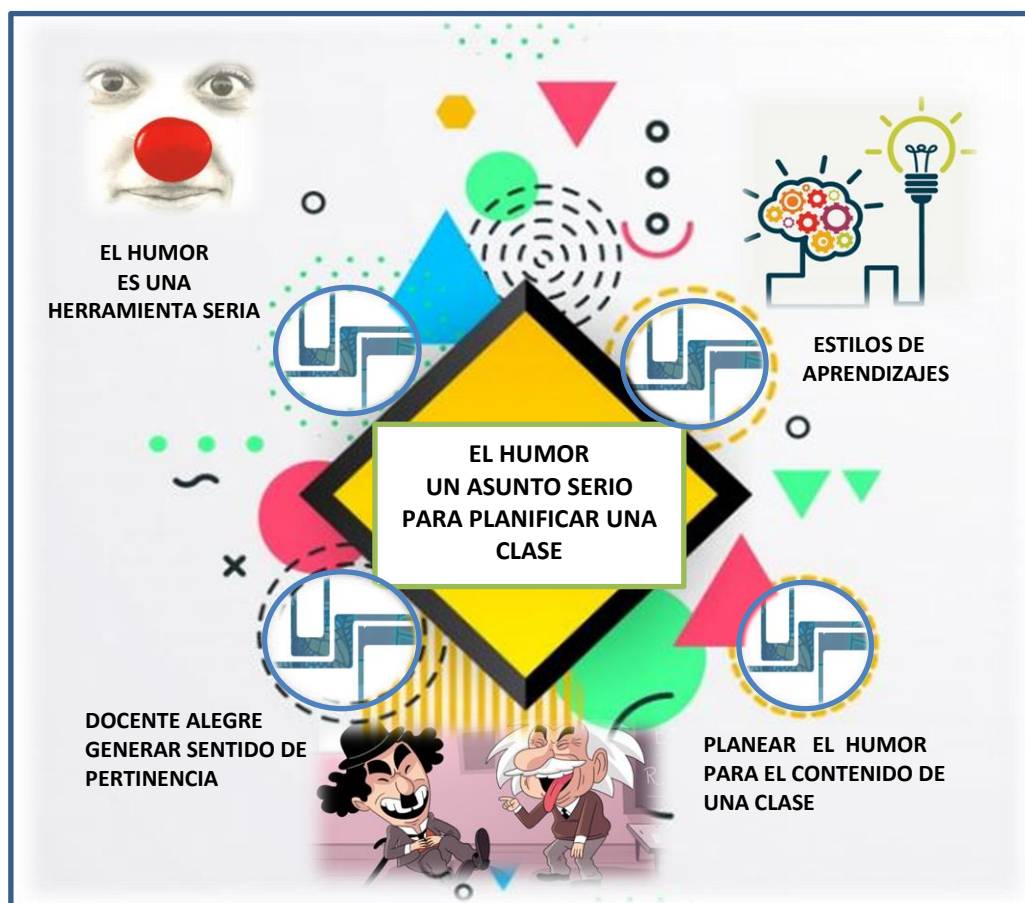 EL HUMOR
ES UNA
HERRAMIENTA SERIA
ESTILOS DE
APRENDIZAJES
EL HUMOR
UN ASUNTO SERIO
PARA PLANIFICAR UNA
CLASE
DOCENTE ALEGRE
GENERAR SENTIDO DE
PERTINENCIA
PLANEAR EL HUMOR
PARA EL CONTENIDO DE
UNA CLASE